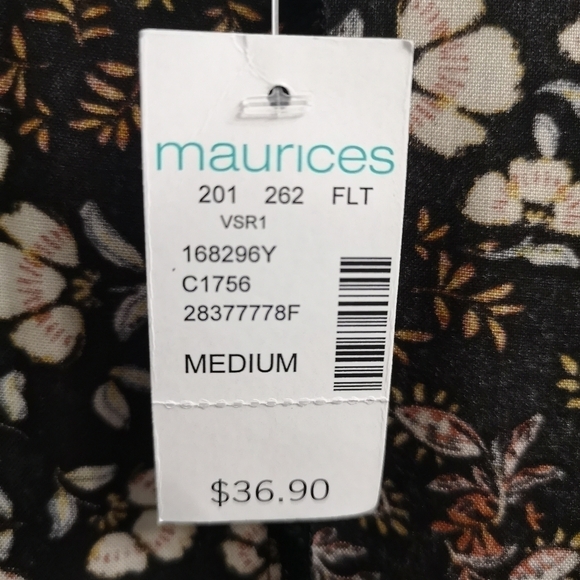 maurices
201 262 FLT
VSR1
168296Y
C1756
28377778F
MEDIUM
$36.90